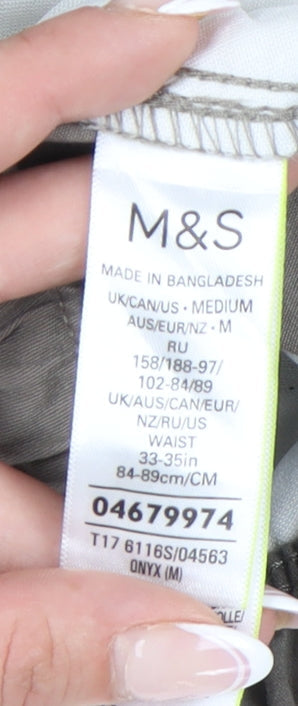 M&S
MADE IN BANGLADESH
UK/CAN/US • MEDIUM
AUS/EUR/NZ • M
RU
158/188-97/
102-84/89
UK/AUS/CAN/EUR/
NZ/RU/US
WAIST
33-35in
84-89cm/CM
04679974
T17 6116S/04563
ONYX (M)